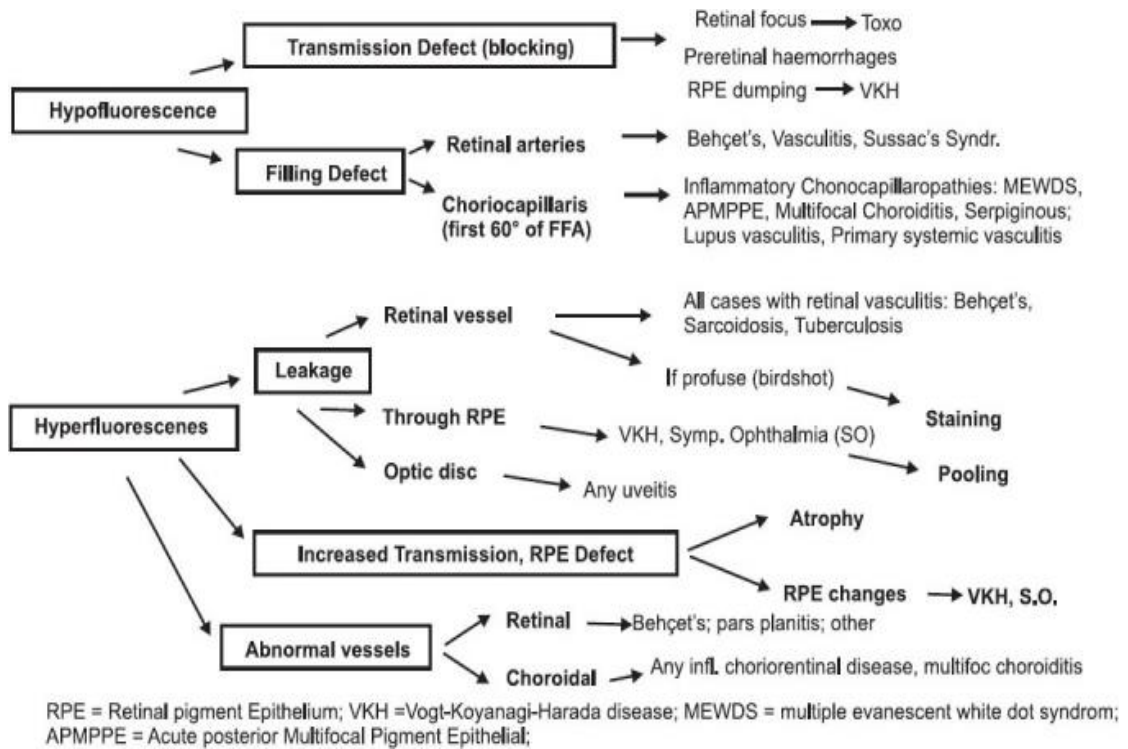 Transmission Defect (blocking)
Retinal focus
Toxo
Preretinal haemorrhages
RPE dumping
VKH
Hypofluorescence
Filling Defect
Retinal arteries
Behçet's, Vasculitis, Sussac's Syndr.
Choriocapillaris
(first 60° of FFA)
Inflammatory Chonocapillaropathies: MEWDS,
APMPPE, Multifocal Choroiditis, Serpiginous;
Lupus vasculitis, Primary systemic vasculitis
Hyperfluorescenes
Leakage
Retinal vessel
All cases with retinal vasculitis: Behçet's,
Sarcoidosis, Tuberculosis
If profuse (birdshot)
Staining
Through RPE
VKH, Symp. Ophthalmia (SO)
Pooling
Optic disc
Any uveitis
Increased Transmission, RPE Defect
Atrophy
RPE changes
VKH, S.O.
Abnormal vessels
Retinal
Behçet's; pars planitis; other
Choroidal
Any infl. choriorentinal disease, multifoc choroiditis
RPE = Retinal pigment Epithelium; VKH =Vogt-Koyanagi-Harada disease; MEWDS = multiple evanescent white dot syndrom;
APMPPE = Acute posterior Multifocal Pigment Epithelial;